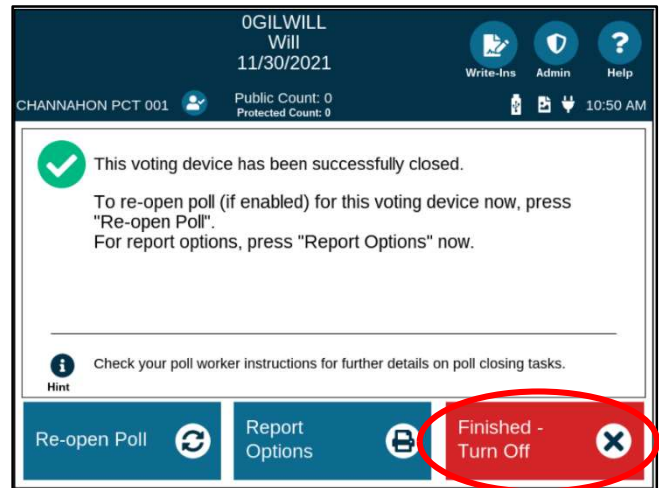 0GILWILL
Will
11/30/2021
Write-Ins Admin Help
CHANNAHON PCT 001
Public Count: 0
Protected Count: 0
10:50 AM
This voting device has been successfully closed.
To re-open poll (if enabled) for this voting device now, press
"Re-open Poll".
For report options, press "Report Options" now.
Hint
Check your poll worker instructions for further details on poll closing tasks.
Re-open Poll
Report
Options
Finished -
Turn Off